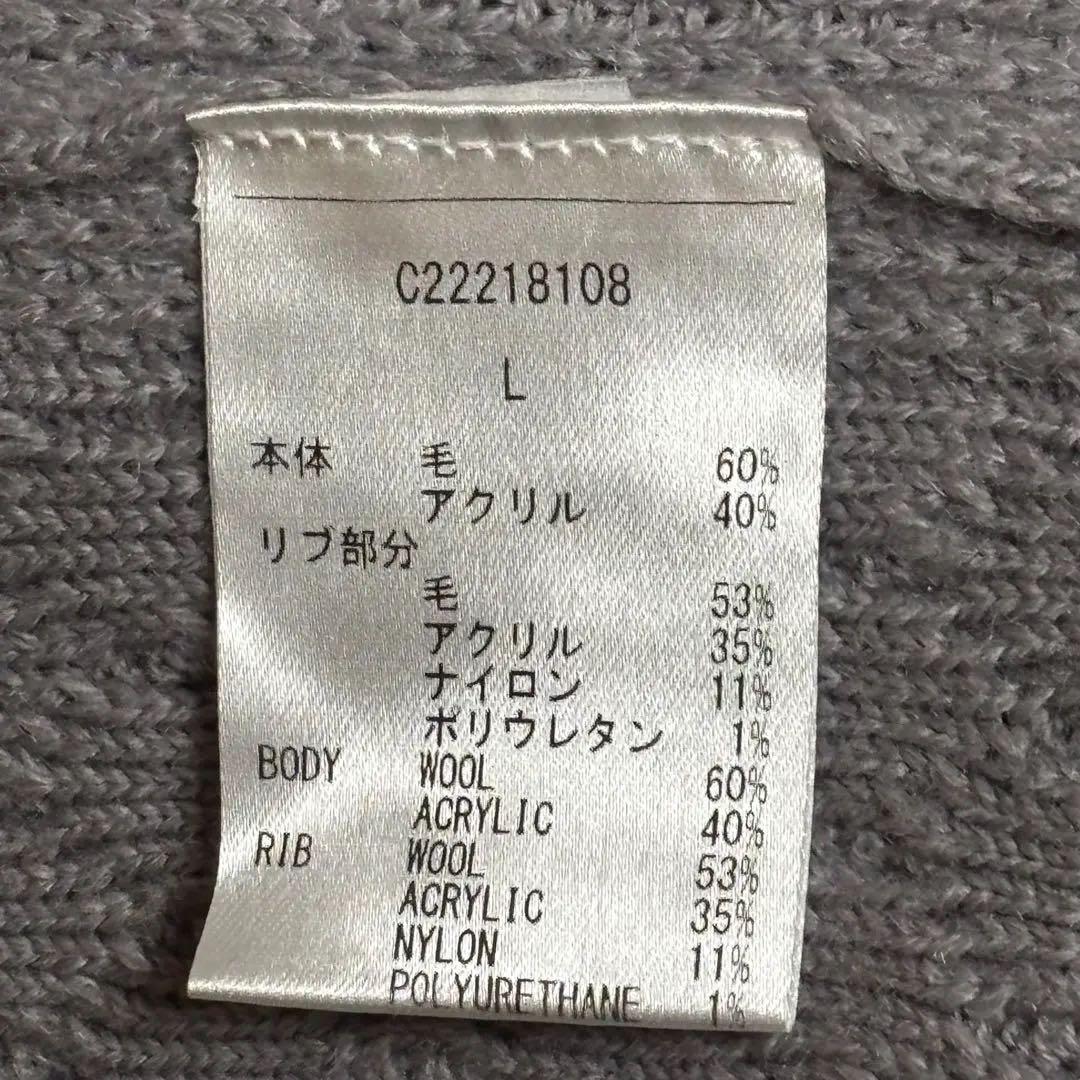 C22218108
L
本体 毛 60%
アクリル 40%
リブ部分
毛 53%
アクリル 35%
ナイロン 11%
ポリウレタン 1%
BODY WOOL 60%
ACRYLIC 40%
RIB WOOL 53%
ACRYLIC 35%
NYLON 11%
POLYURETHANE 1%